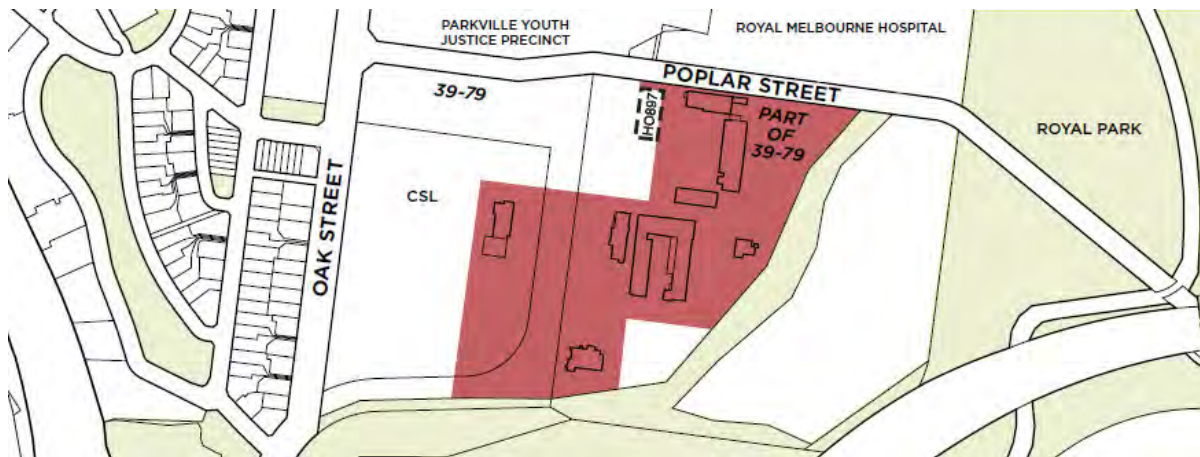 PARKVILLE YOUTH
JUSTICE PRECINCT
ROYAL MELBOURNE HOSPITAL
POPLAR STREET
39-79
HO897
PART
OF
39-79
ROYAL PARK
CSL
OAK STREET